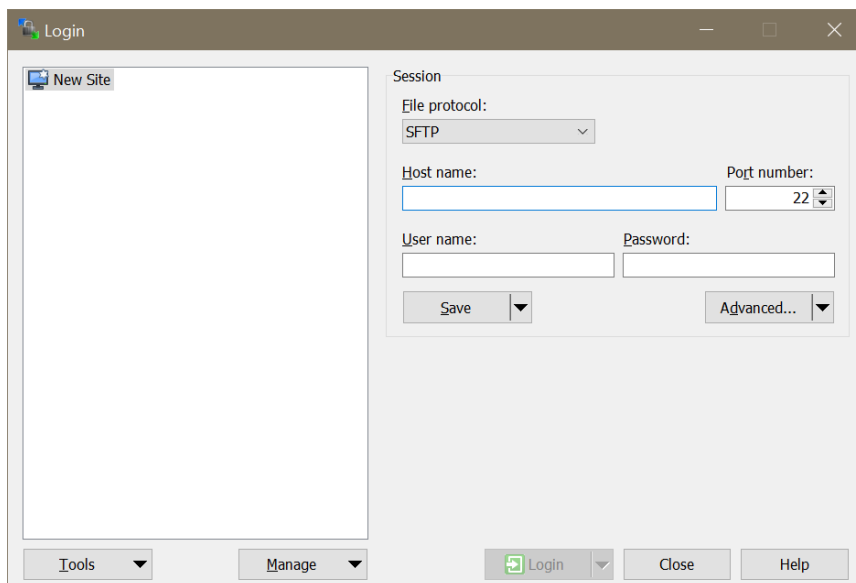 Login
New Site
Session
File protocol:
SFTP
Host name:
Port number:
22
User name:
Password:
Save
Advanced...
Tools
Manage
Login
Close
Help